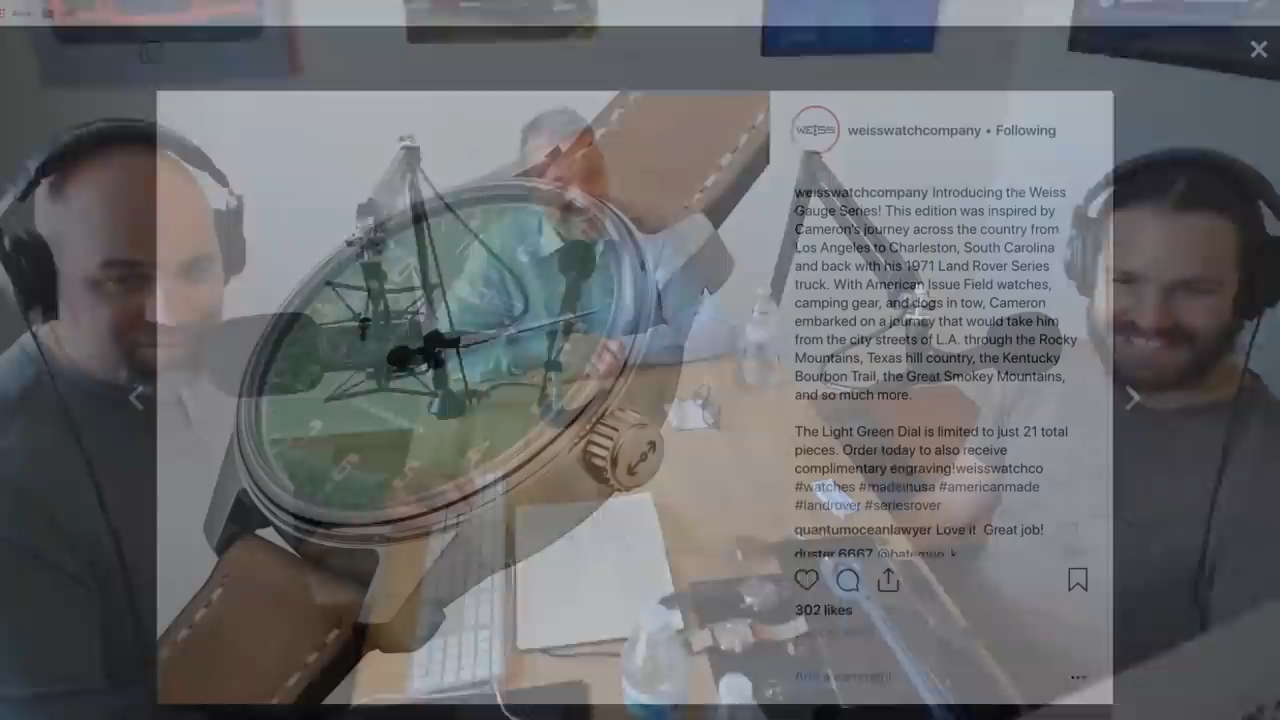 WEISS
weisswatchcompany • Following
weisswatchcompany Introducing the Weiss
Gauge Series! This edition was inspired by
Cameron's journey across the country from
Los Angeles to Charleston, South Carolina
and back with his 1971 Land Rover Series
truck. With American Issue Field watches,
camping gear, and dogs in tow, Cameron
embarked on a journey that would take him
from the city streets of L.A. through the Rocky
Mountains, Texas hill country, the Kentucky
Bourbon Trail, the Great Smokey Mountains,
and so much more.
The Light Green Dial is limited to just 21 total
pieces. Order today to also receive
complimentary engraving!weisswatchco
#watches #madeinusa #americanmade
#landrover #seriesrover
quantumoceanlawyer Love it Great job!
duster.6667
302 likes
Add a comment